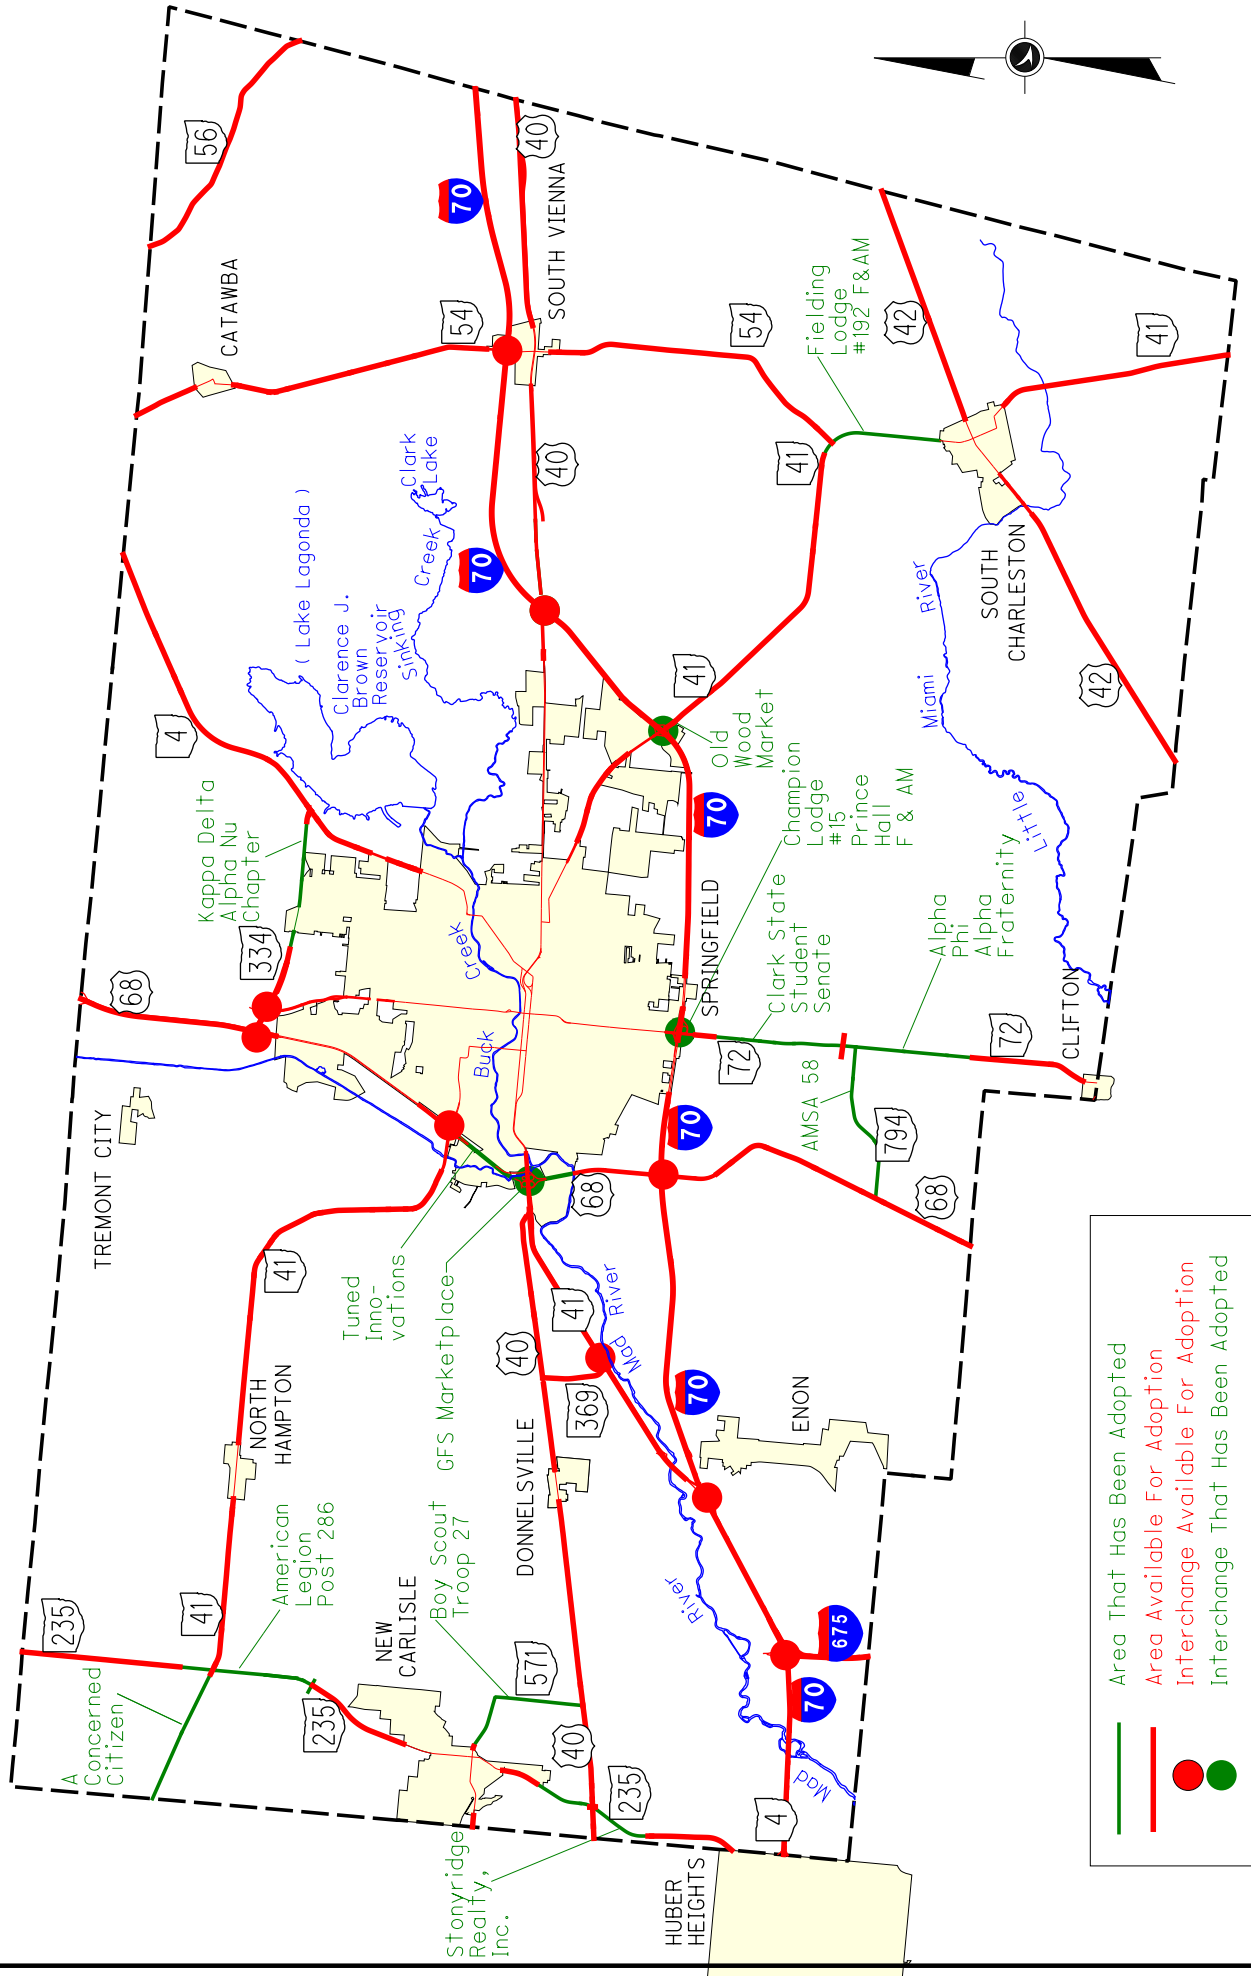 A
Concerned
Citizen
235
41
American
Legion
Post 286
235
NEW
CARLISLE
Boy Scout
Troop 27
571
40
235
Stonyridge
Realty,
Inc.
HUBER
HEIGHTS
4
70
675
Mad
River
NORTH
HAMPTON
41
TREMONT CITY
Tuned
Inno-
vations
GFS Marketplace
DONNELSVILLE
40
41
369
Mad River
68
70
ENON
68
334
Kappa Delta
Alpha Nu
Chapter
4
Buck
Creek
( Lake Lagonda )
Clarence J.
Brown
Reservoir
Sinking
Creek
Clark
Lake
CATAWBA
56
54
70
40
SOUTH VIENNA
40
70
54
41
Fielding
Lodge
#192 F&AM
42
41
SOUTH
CHARLESTON
42
41
Old
Wood
Market
70
Champion
Lodge
#15
Prince
Hall
F & AM
SPRINGFIELD
Clark State
Student
Senate
72
70
AMSA 58
794
68
Alpha
Phi
Alpha
Fraternity
72
CLIFTON
Little
Miami
River
Area That Has Been Adopted
Area Available For Adoption
Interchange Available For Adoption
Interchange That Has Been Adopted